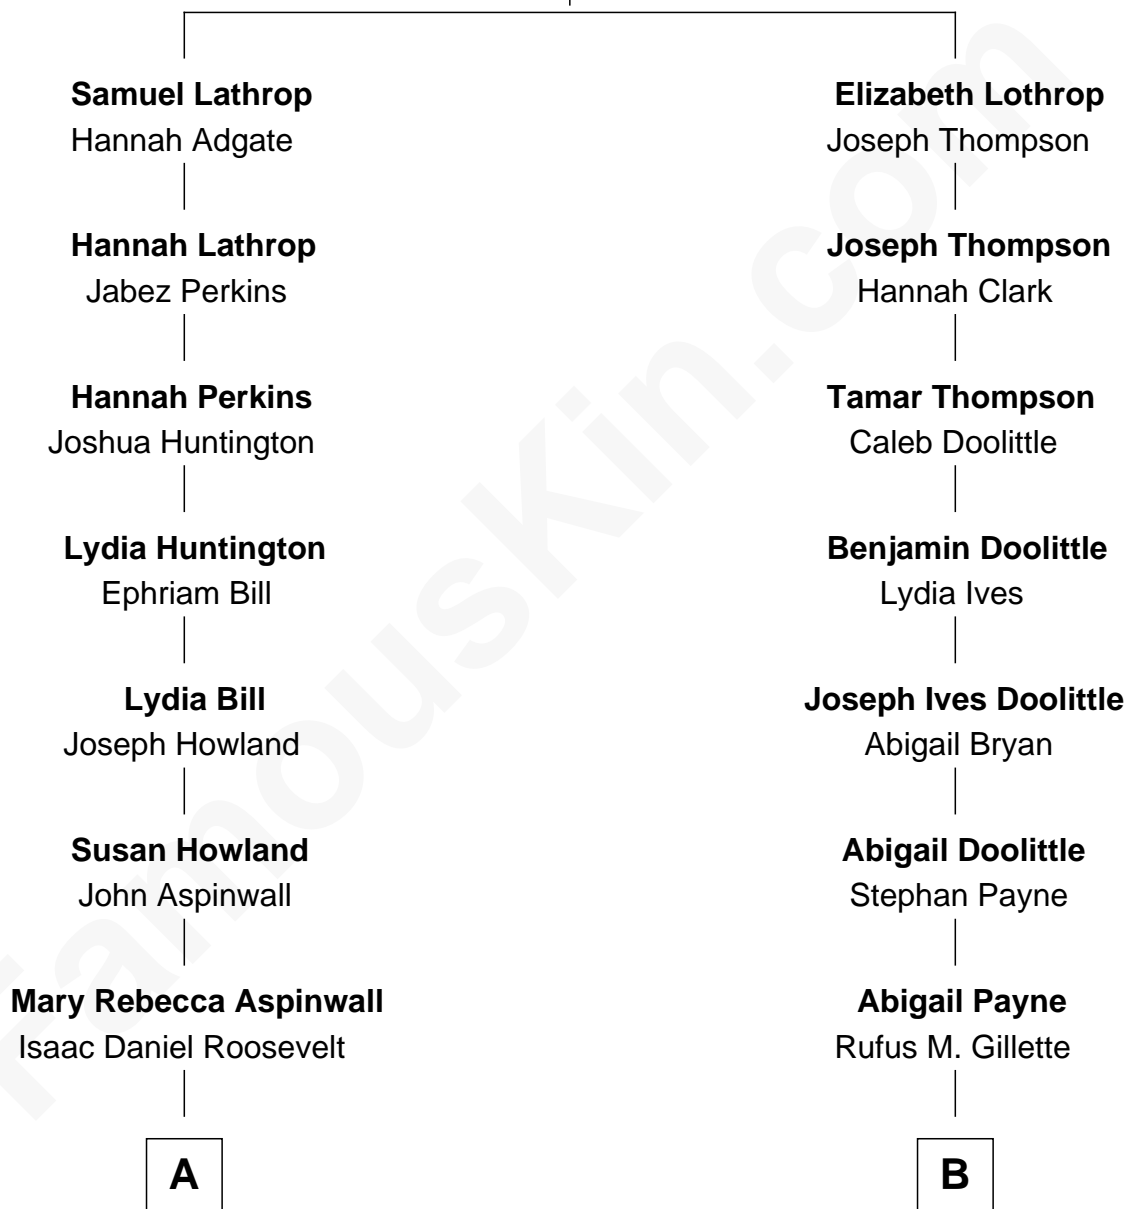 Samuel Lathrop
Hannah Adgate
Hannah Lathrop
Jabez Perkins
Hannah Perkins
Joshua Huntington
Lydia Huntington
Ephriam Bill
Lydia Bill
Joseph Howland
Susan Howland
John Aspinwall
Mary Rebecca Aspinwall
Isaac Daniel Roosevelt
A
Elizabeth Lothrop
Joseph Thompson
Joseph Thompson
Hannah Clark
Tamar Thompson
Caleb Doolittle
Benjamin Doolittle
Lydia Ives
Joseph Ives Doolittle
Abigail Bryan
Abigail Doolittle
Stephan Payne
Abigail Payne
Rufus M. Gillette
B
FamousKin.com